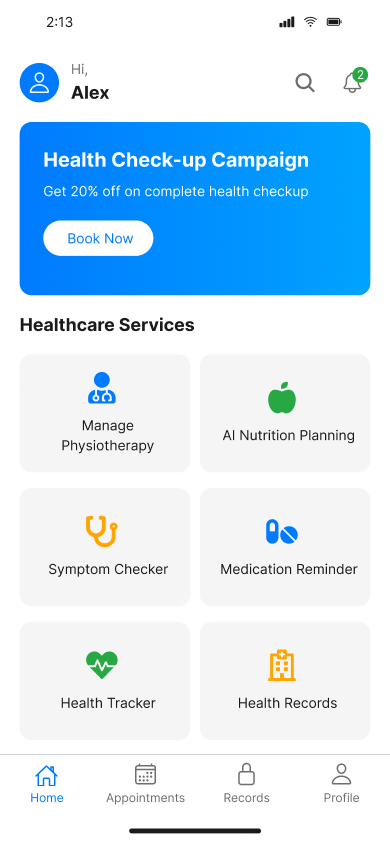 2:13
Hi,
Alex
2
Health Check-up Campaign
Get 20% off on complete health checkup
Book Now
Healthcare Services
Manage
Physiotherapy
AI Nutrition Planning
Symptom Checker
Medication Reminder
Health Tracker
Health Records
Home
Appointments
Records
Profile